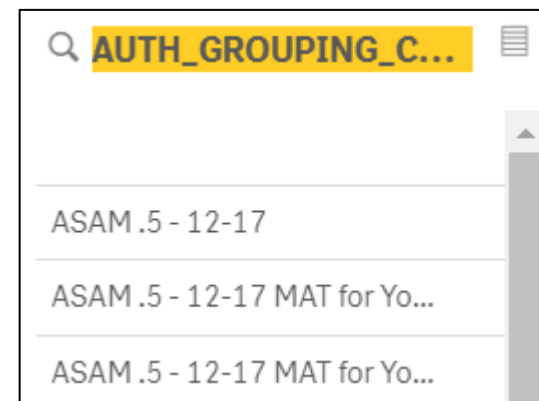 AUTH_GROUPING_C...
ASAM .5 - 12-17
ASAM .5 - 12-17 MAT for Yo...
ASAM .5 - 12-17 MAT for Yo...